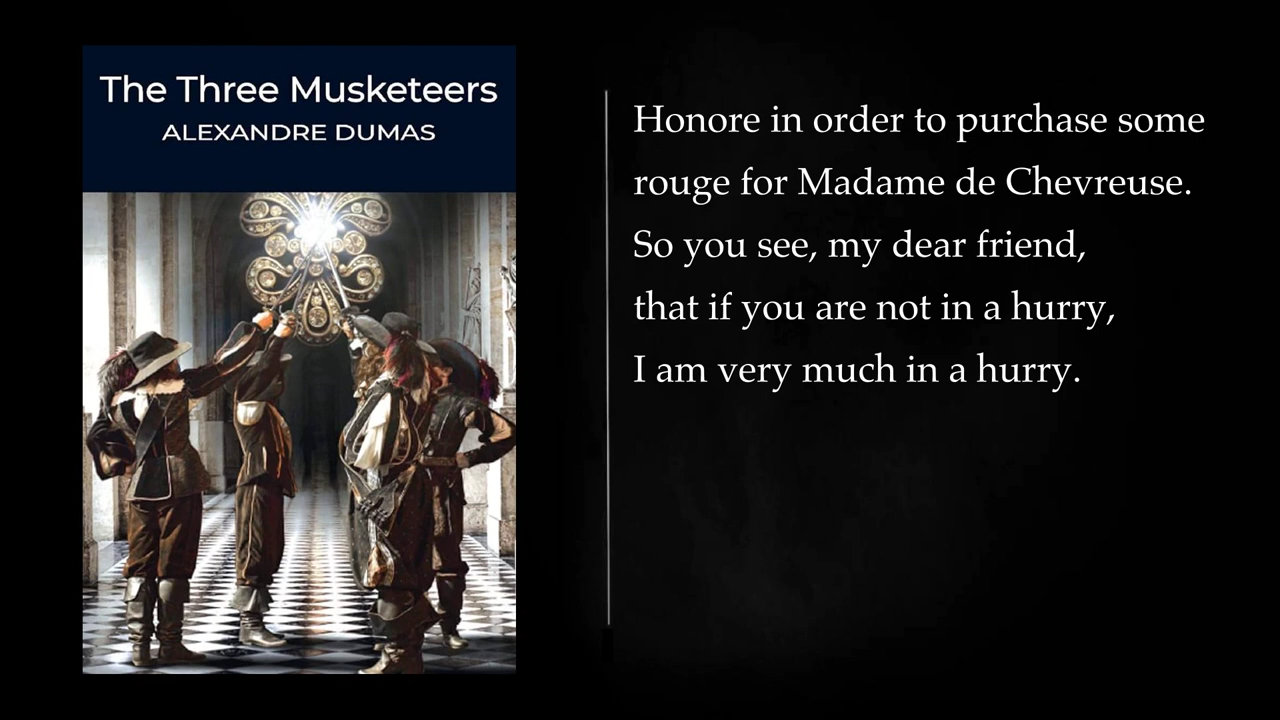 The Three Musketeers
ALEXANDRE DUMAS
Honore in order to purchase some
rouge for Madame de Chevreuse.
So you see, my dear friend,
that if you are not in a hurry,
I am very much in a hurry.